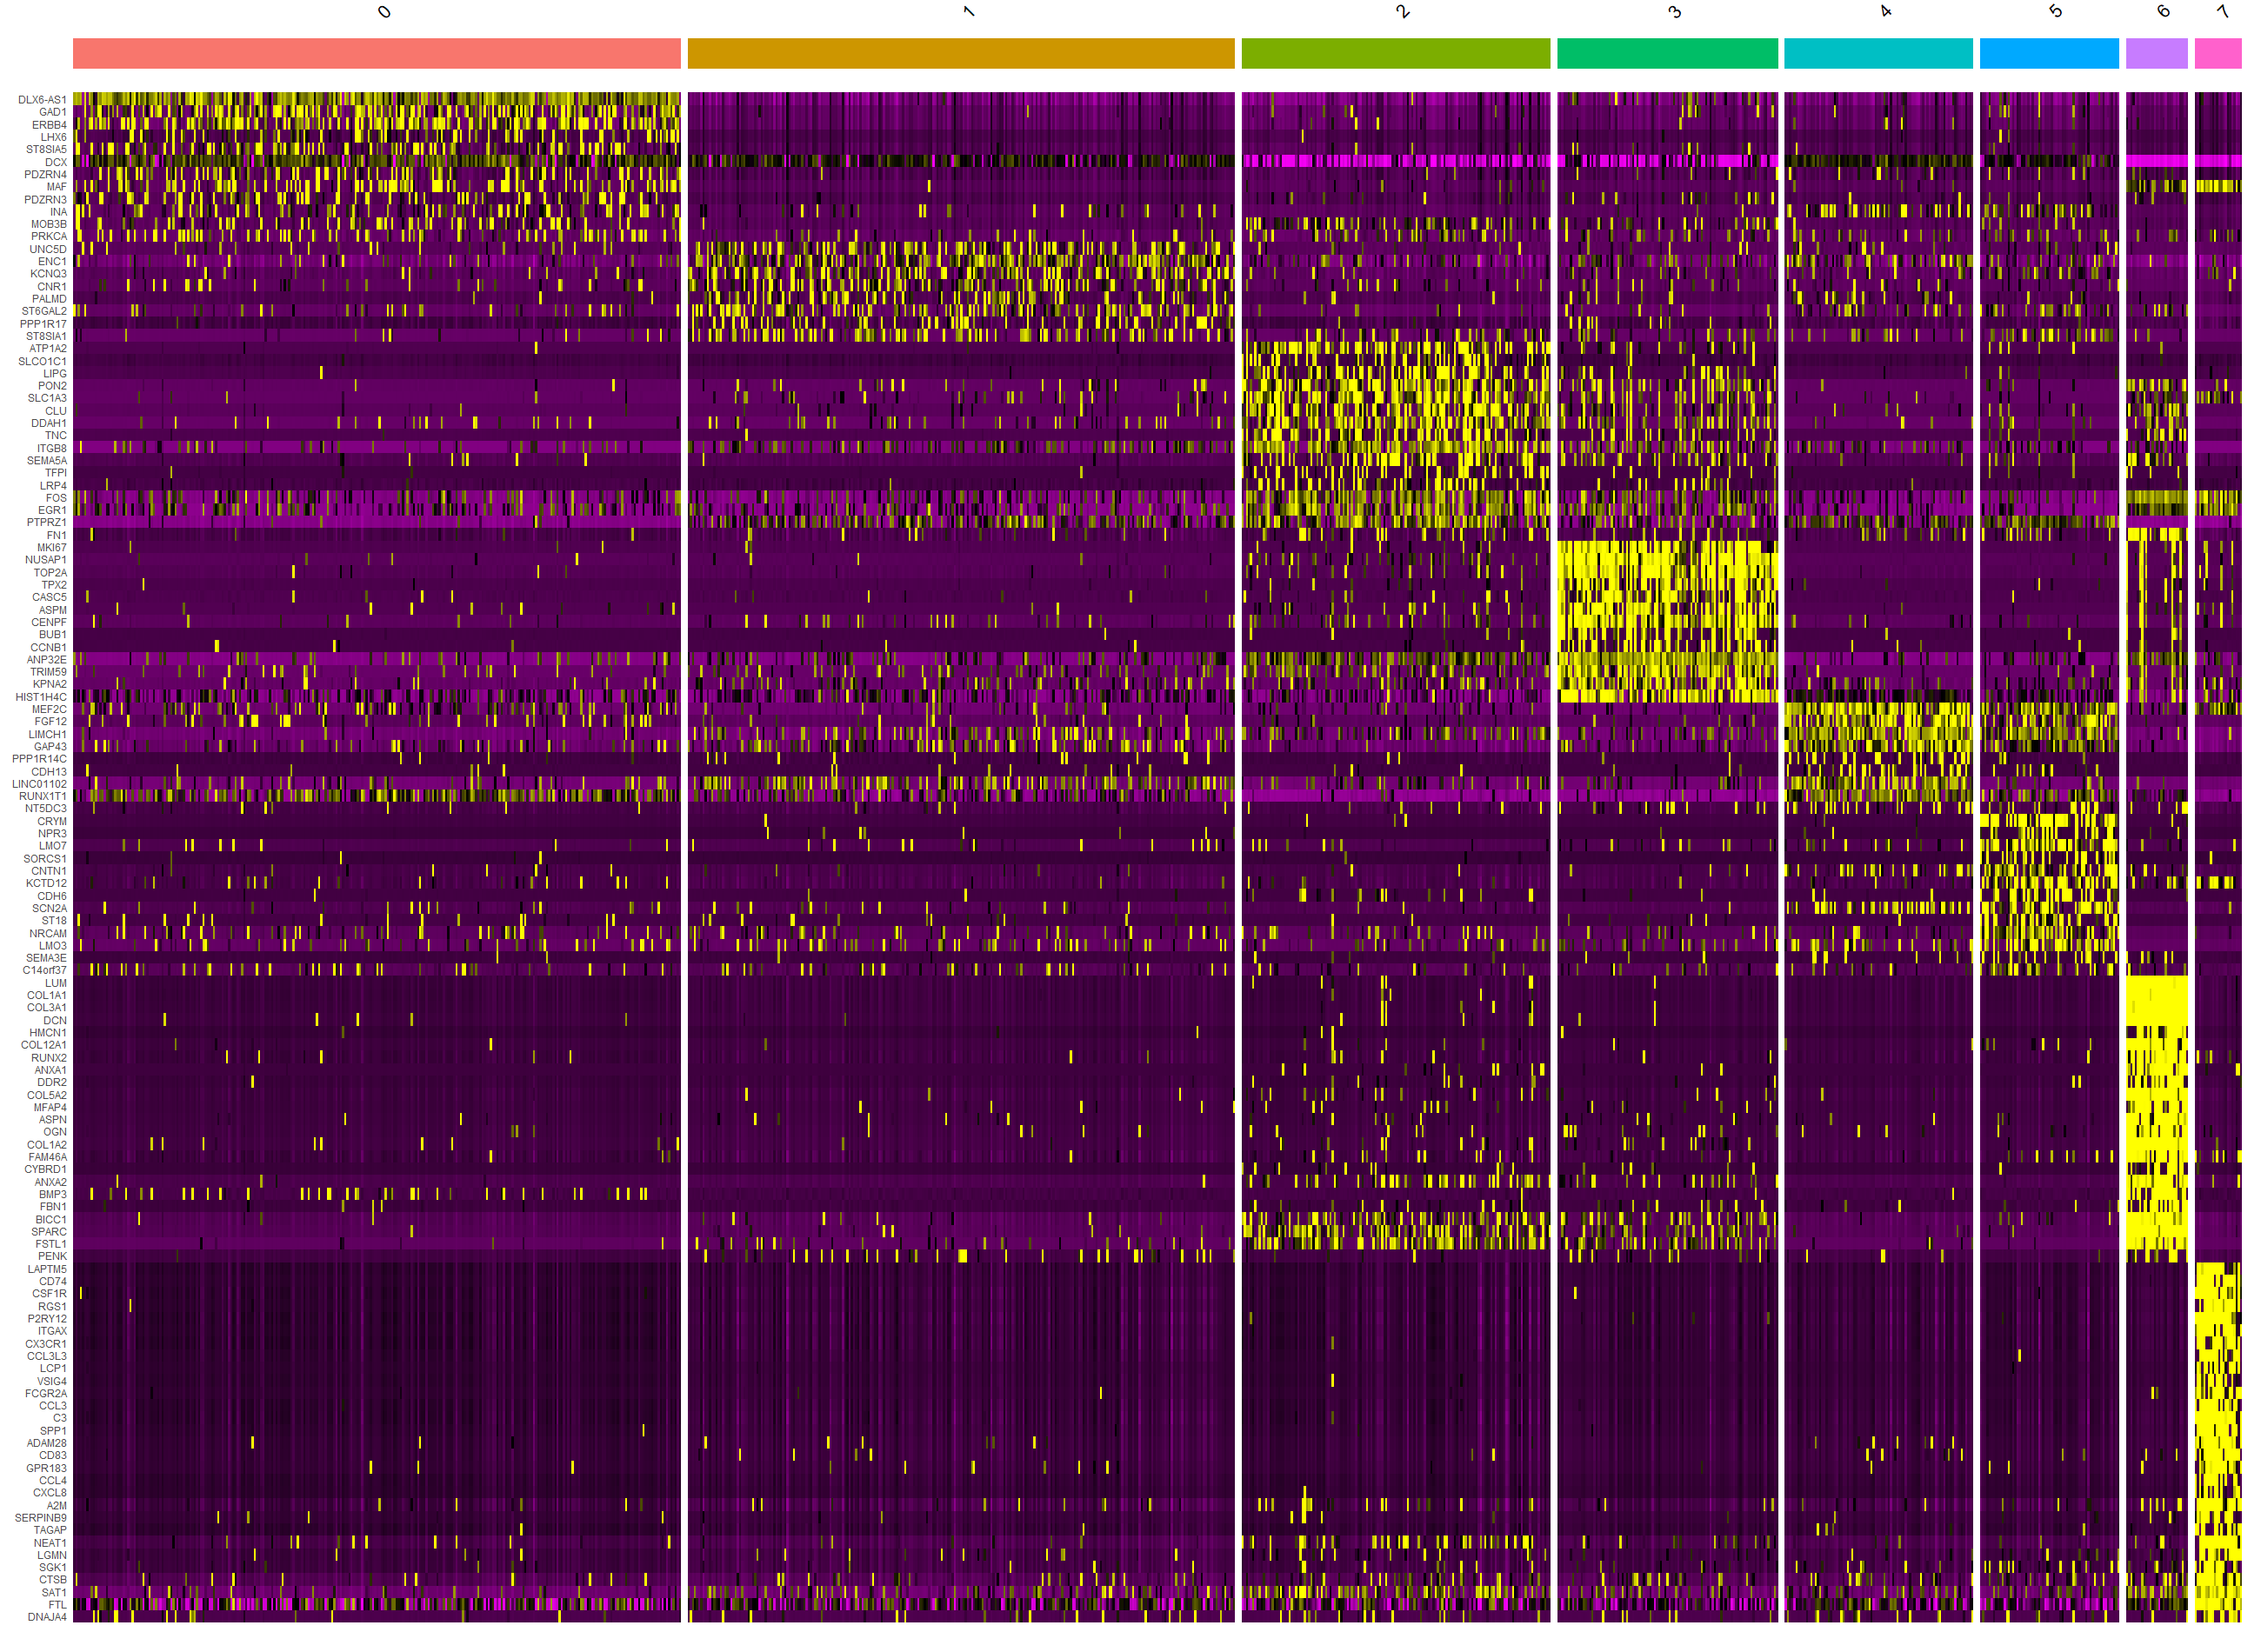 0 1 2 3 4 5 6 7
DLX6-AS1
GAD1
ERBB4
LHX6
ST8SIA5
DCX
PDZRN4
MAF
PDZRN3
INA
MOB3B
PRKCA
UNC5D
ENC1
KCNQ3
CNR1
PALMD
ST6GAL2
PPP1R17
ST8SIA1
ATP1A2
SLCO1C1
LIPG
PON2
SLC1A3
CLU
DDAH1
TNC
ITGB8
SEMA5A
TFPI
LRP4
FOS
EGR1
PTPRZ1
FN1
MKI67
NUSAP1
TOP2A
TPX2
CASC5
ASPM
CENPF
BUB1
CCNB1
ANP32E
TRIM59
KPNA2
HIST1H4C
MEF2C
FGF12
LIMCH1
GAP43
PPP1R14C
CDH13
LINC01102
RUNX1T1
NT5DC3
CRYM
NPR3
LMO7
SORCS1
CNTN1
KCTD12
CDH6
SCN2A
ST18
NRCAM
LMO3
SEMA3E
C14orf37
LUM
COL1A1
COL3A1
DCN
HMCN1
COL12A1
RUNX2
ANXA1
DDR2
COL5A2
MFAP4
ASPN
OGN
COL1A2
FAM46A
CYBRD1
ANXA2
BMP3
FBN1
BICC1
SPARC
FSTL1
PENK
LAPTM5
CD74
CSF1R
RGS1
P2RY12
ITGAX
CX3CR1
CCL3L3
LCP1
VSIG4
FCGR2A
CCL3
C3
SPP1
ADAM28
CD83
GPR183
CCL4
CXCL8
A2M
SERPINB9
TAGAP
NEAT1
LGMN
SGK1
CTSB
SAT1
FTL
DNAJA4